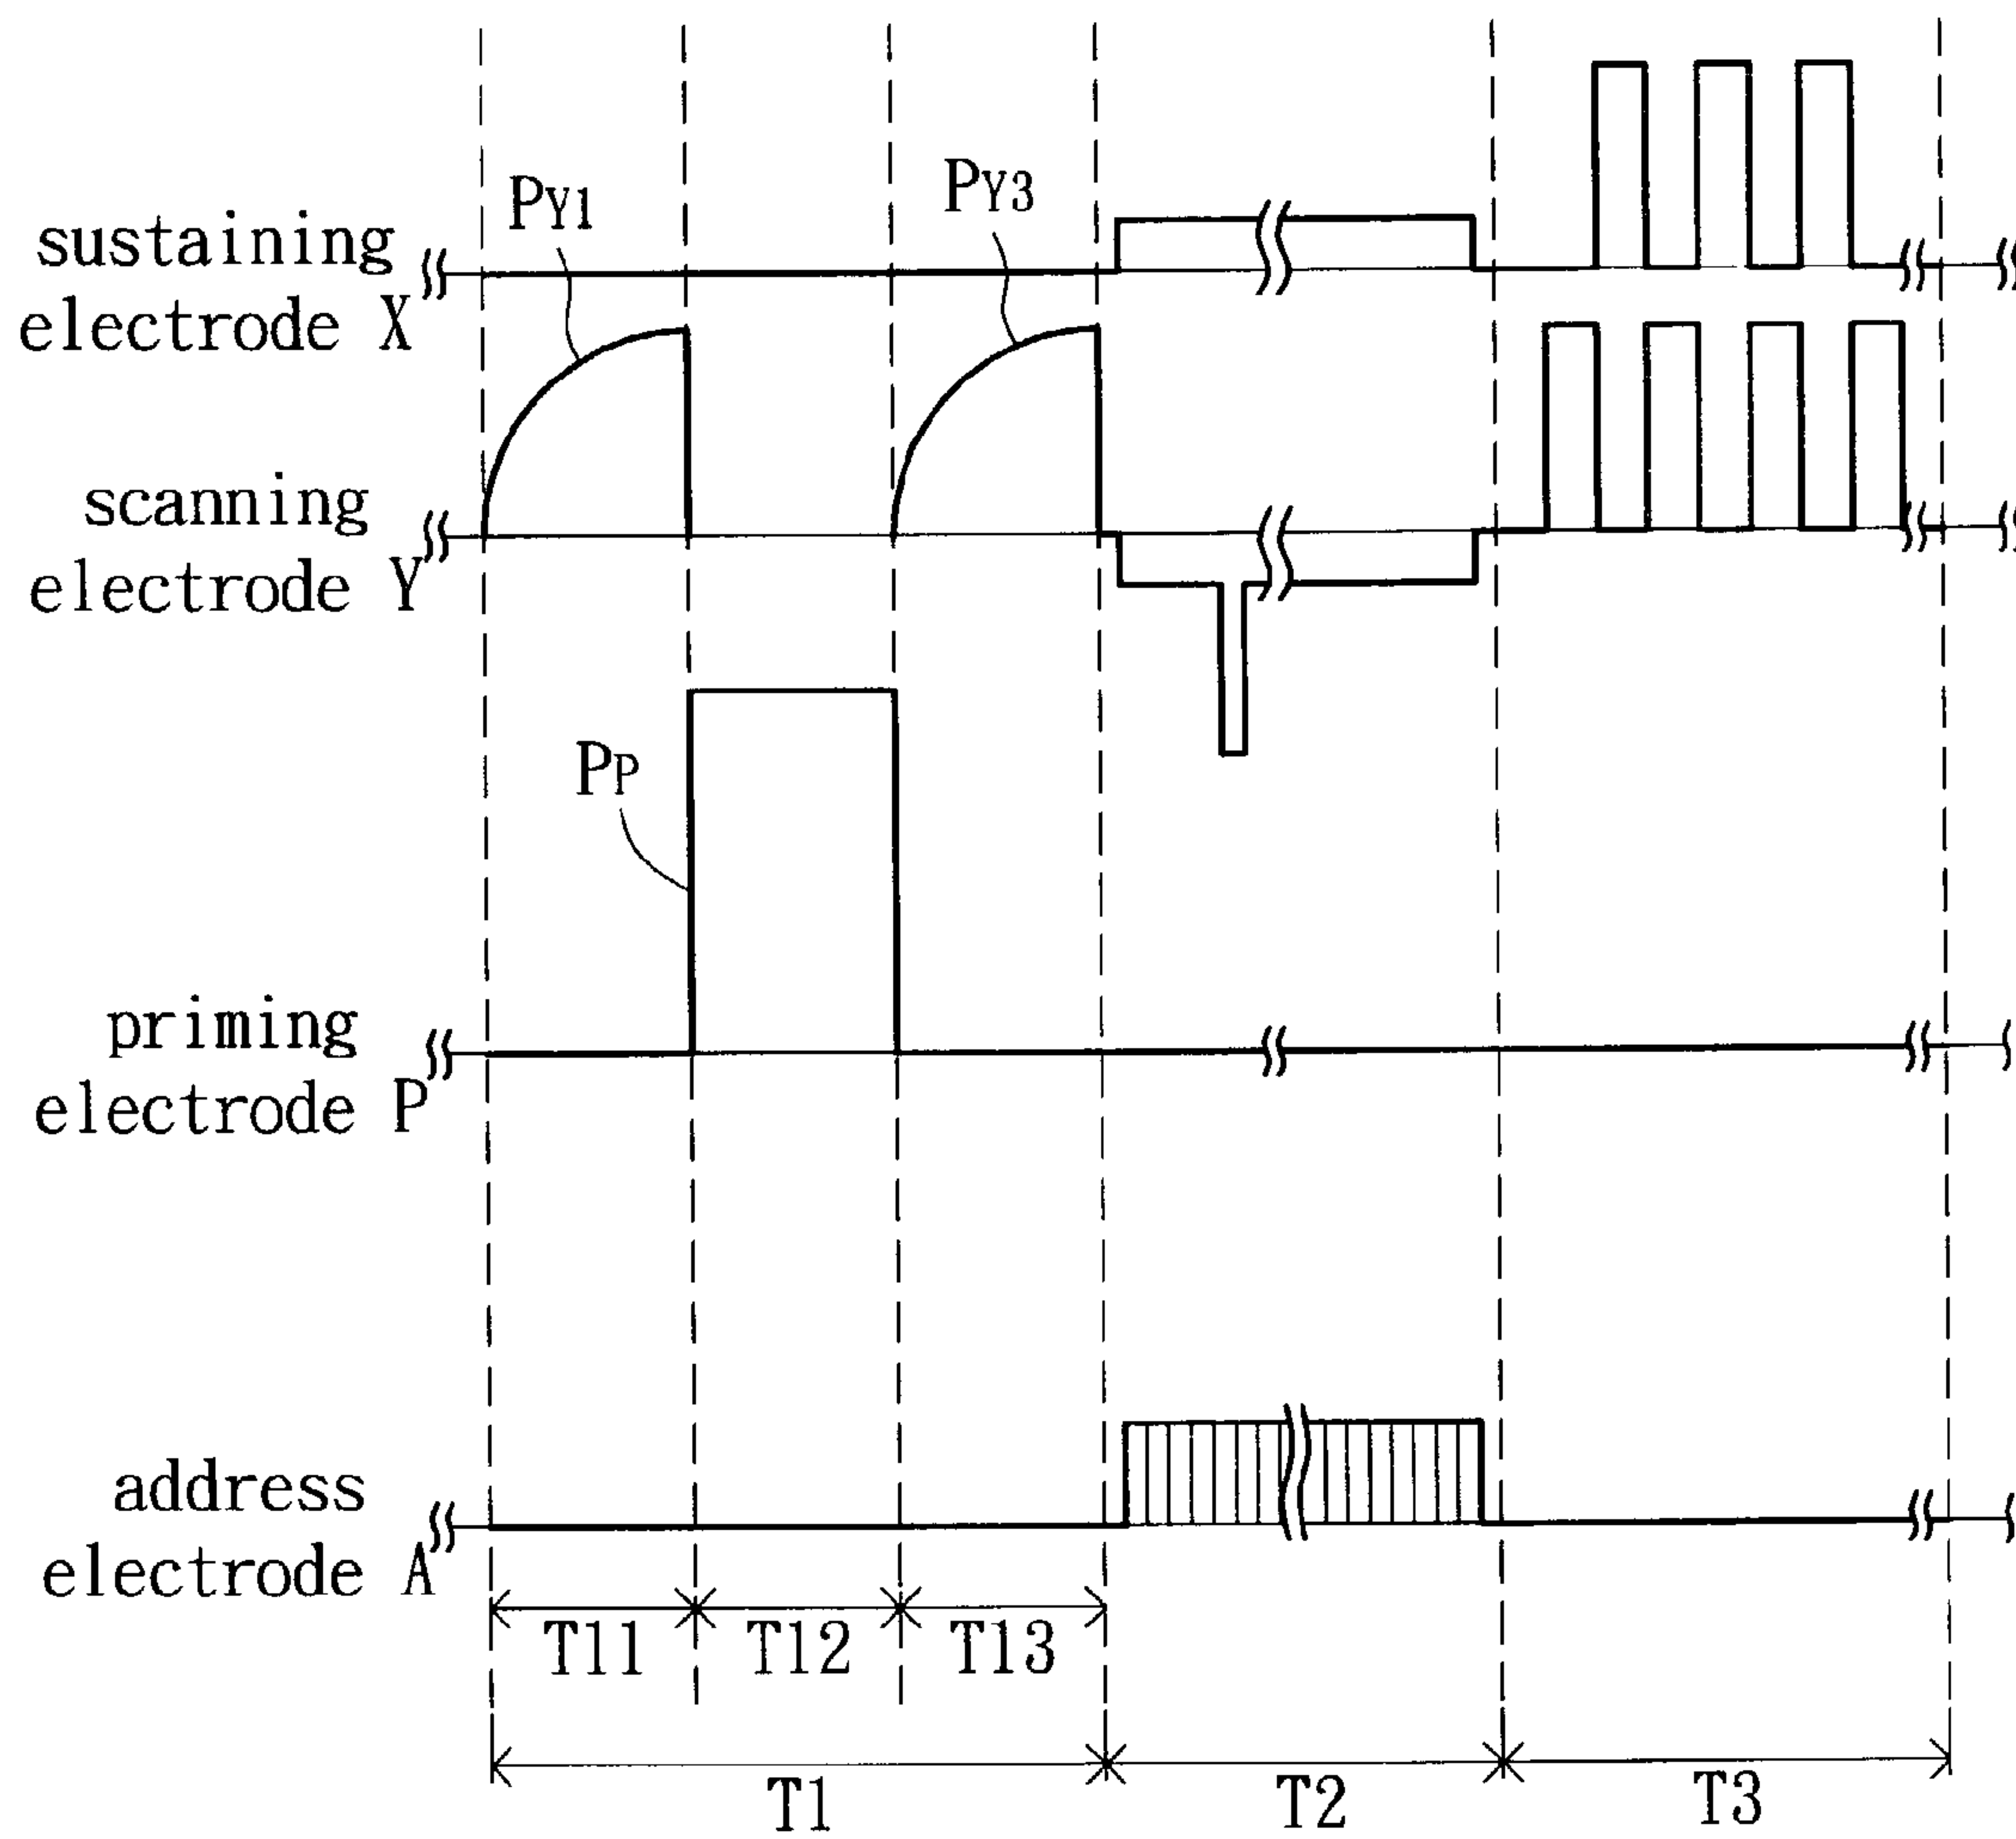 PY1
PY3
sustaining
electrode X
scanning
electrode Y
PP
priming
electrode P
address
electrode A
T11 T12 T13
T1 T2 T3